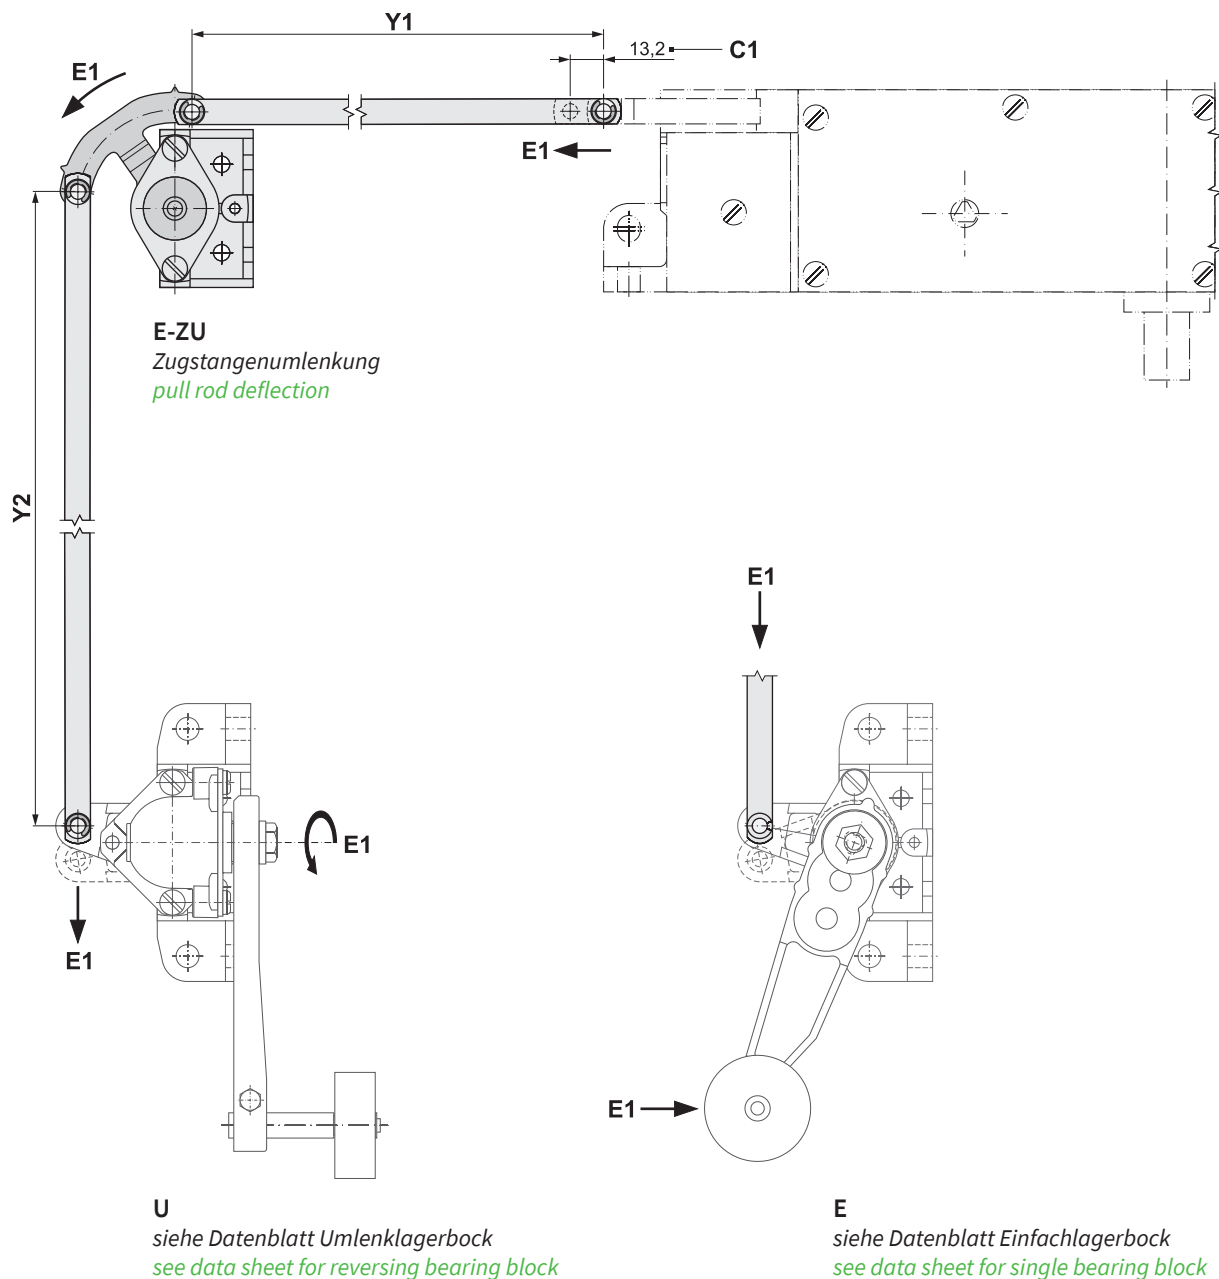 Y1
13,2
C1
E1
E1
E-ZU
Zugstangenumlenkung
pull rod deflection
Y2
E1
E1
E1
E1
U
siehe Datenblatt Umlenklagerbock
see data sheet for reversing bearing block
E
siehe Datenblatt Einfachlagerbock
see data sheet for single bearing block